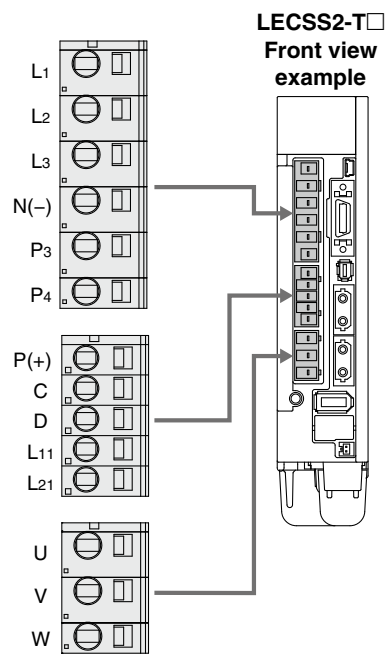 LECSS2-T□
Front view
example
L1
L2
L3
N(−)
P3
P4
P(+)
C
D
L11
L21
U
V
W